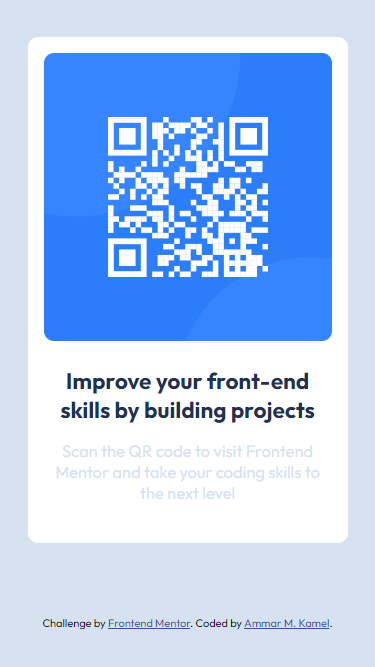 Improve your front-end
skills by building projects
Scan the QR code to visit Frontend
Mentor and take your coding skills to
the next level
Challenge by Frontend Mentor. Coded by Ammar M. Kamel.